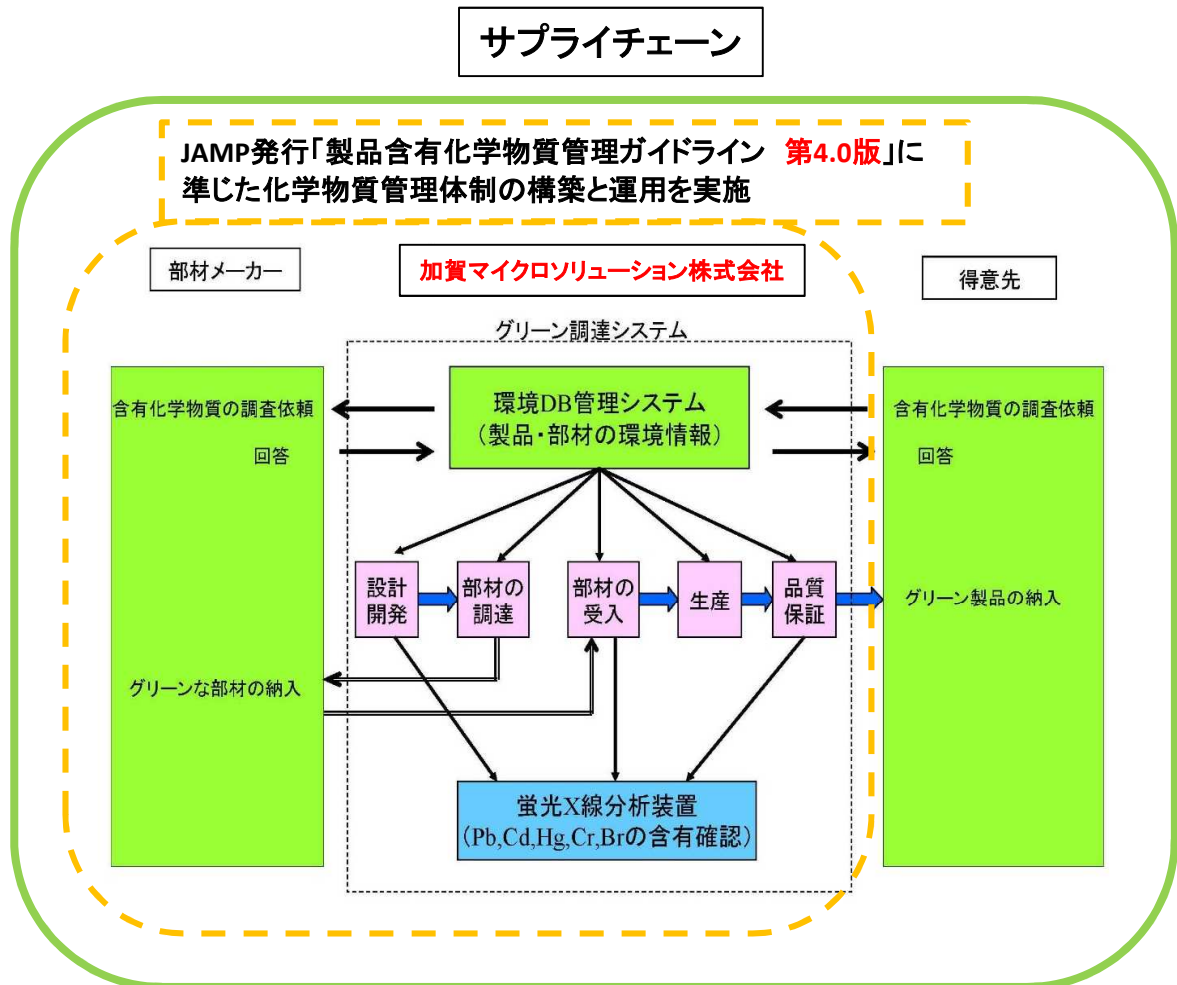 サプライチェーン
JAMP発行「製品含有化学物質管理ガイドライン 第4.0版」に
準じた化学物質管理体制の構築と運用を実施
部材メーカー
加賀マイクロソリューション株式会社
得意先
グリーン調達システム
含有化学物質の調査依頼
回答
環境DB管理システム
(製品・部材の環境情報)
含有化学物質の調査依頼
回答
設計
開発
部材の
調達
部材の
受入
生産
品質
保証
グリーン製品の納入
グリーンな部材の納入
蛍光X線分析装置
(Pb,Cd,Hg,Cr,Brの含有確認)